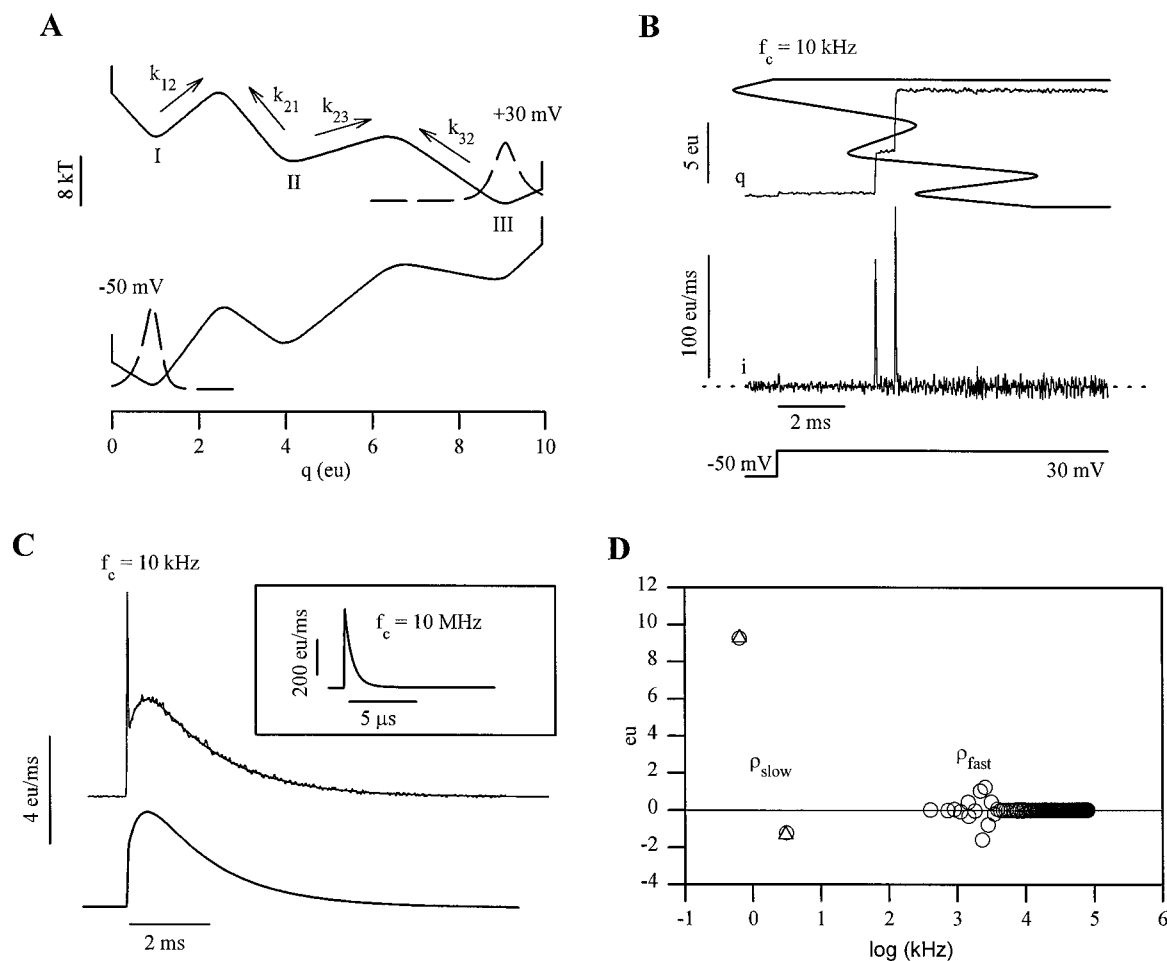 A
k12
k21
k23
k32
+30 mV
I
II
III
8 kT
-50 mV
0 2 4 6 8 10
q (eu)
B
fc = 10 kHz
5 eu
q
100 eu/ms
i
2 ms
-50 mV
30 mV
C
fc = 10 kHz
200 eu/ms
fc = 10 MHz
5 μs
4 eu/ms
2 ms
D
12
10
8
6
4
2
0
-2
-4
eu
ρslow
ρfast
-1 0 1 2 3 4 5 6
log (kHz)